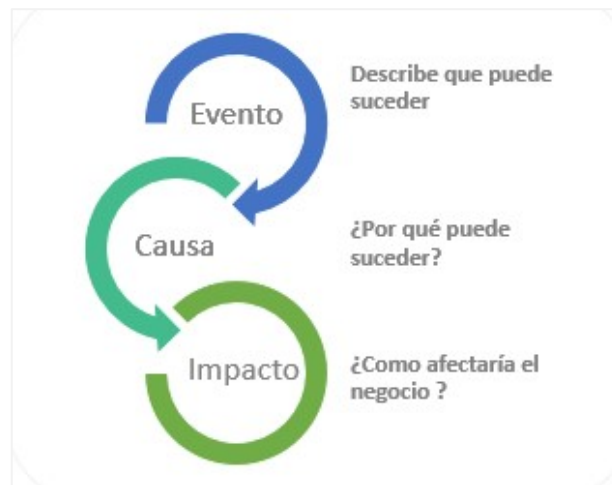 Evento
Describe que puede
suceder
Causa
¿Por qué puede
suceder?
Impacto
¿Como afectaría el
negocio ?